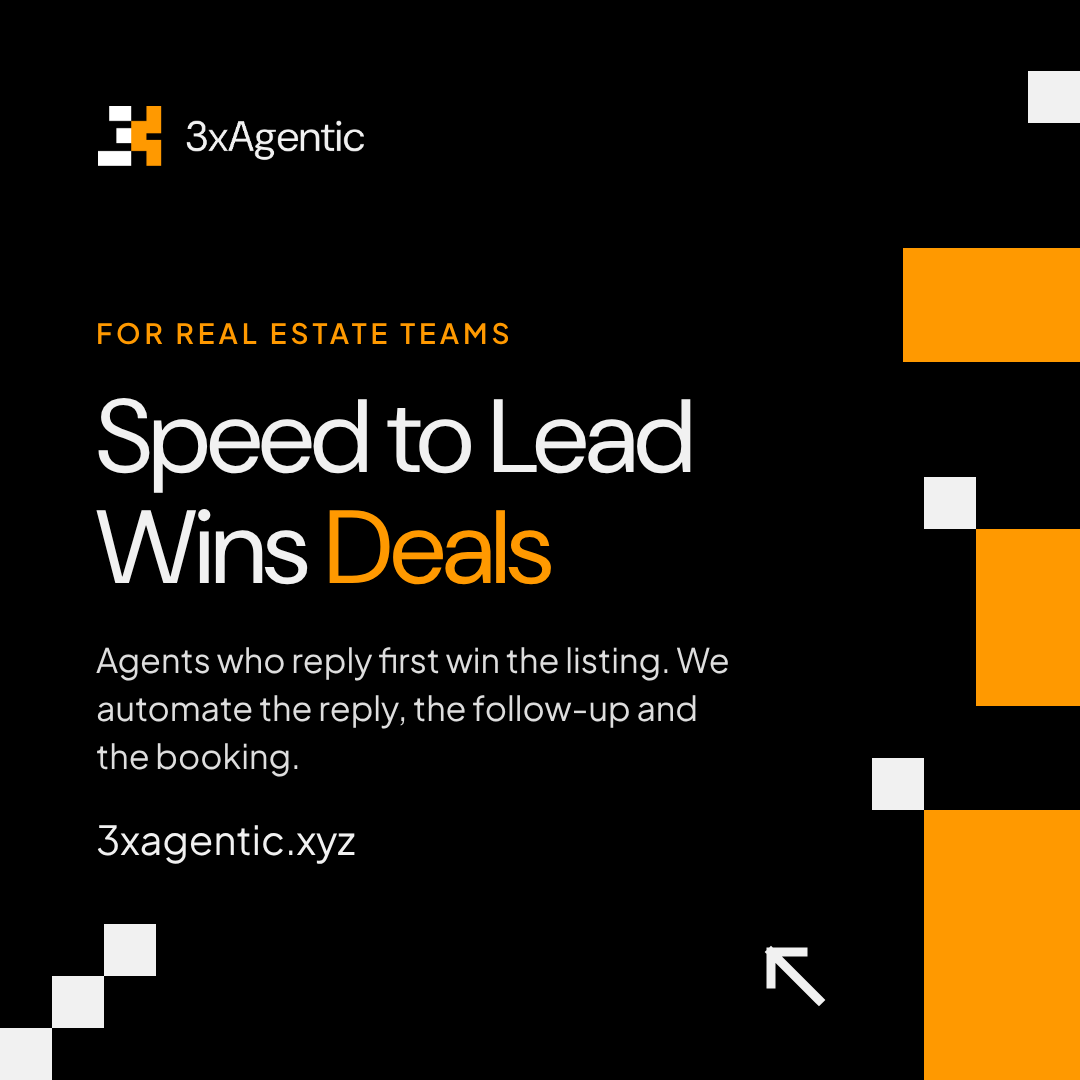 3xAgentic
FOR REAL ESTATE TEAMS
Speed to Lead
Wins Deals
Agents who reply first win the listing. We
automate the reply, the follow-up and
the booking.
3xagentic.xyz